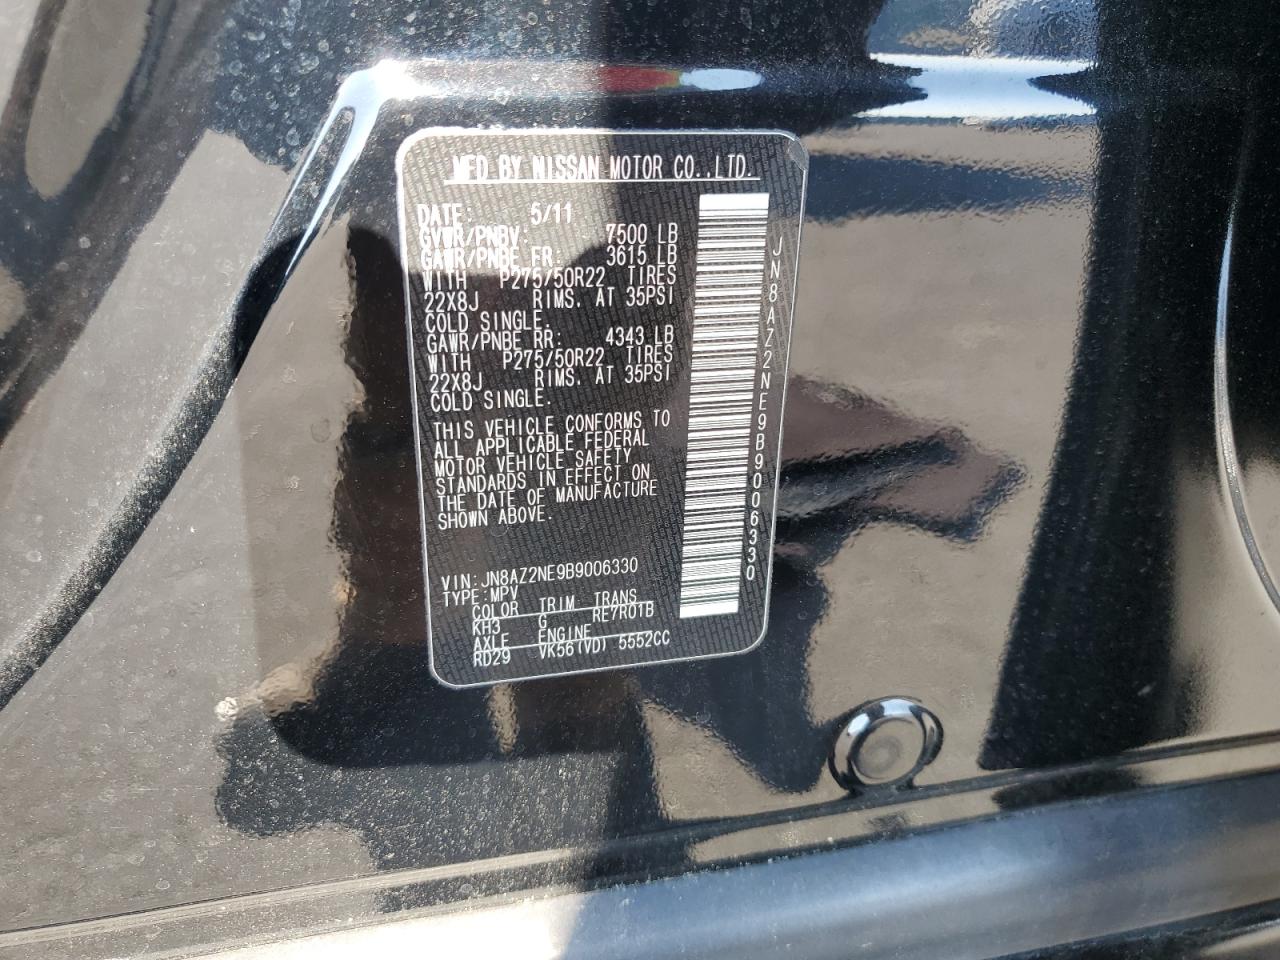 MFD BY NISSAN MOTOR CO.,LTD.
DATE: 5/11
GVWR/PNBV: 7500 LB
GAWR/PNBE FR: 3615 LB
WITH P275/50R22 TIRES
22X8J RIMS. AT 35PSI
COLD SINGLE.
GAWR/PNBE RR: 4343 LB
WITH P275/50R22 TIRES
22X8J RIMS. AT 35PSI
COLD SINGLE.
THIS VEHICLE CONFORMS TO
ALL APPLICABLE FEDERAL
MOTOR VEHICLE SAFETY
STANDARDS IN EFFECT ON
THE DATE OF MANUFACTURE
SHOWN ABOVE.
VIN:JN8AZ2NE9B9006330
TYPE:MPV
COLOR TRIM TRANS
KH3 G RE7R01B
AXLE ENGINE
RD29 VK56(VD) 5552CC
JN8AZ2NE9B9006330